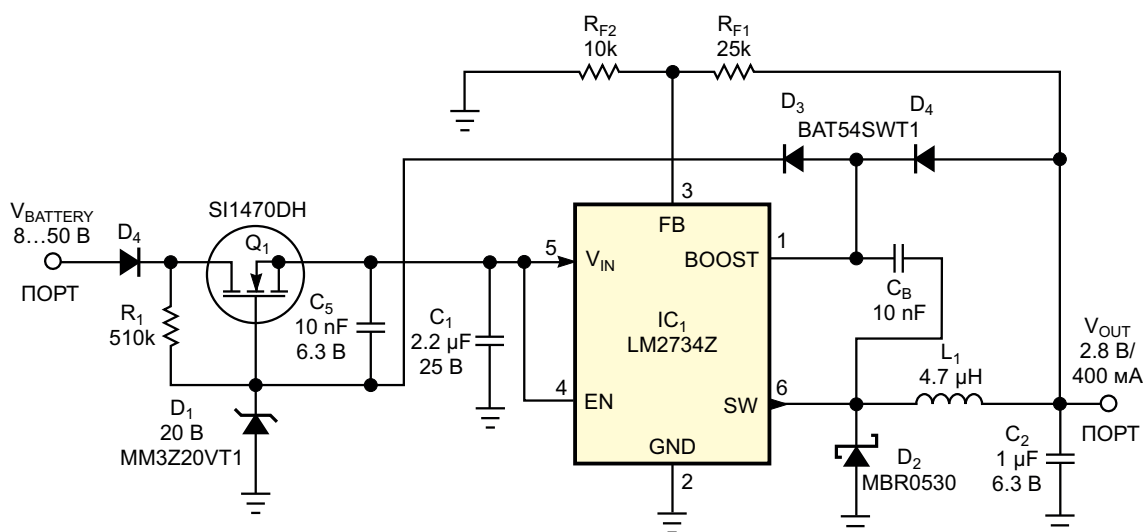 RF2
10k
RF1
25k
D3
D4
BAT54SWT1
VBATTERY
8...50 В
ПОРТ
D4
SI1470DH
Q1
R1
510k
C5
10 nF
6.3 В
C1
2.2 µF
25 В
D1
20 В
MM3Z20VT1
5
VIN
4
EN
3
FB
BOOST
1
IC1
LM2734Z
SW
6
GND
2
CB
10 nF
L1
4.7 µH
D2
MBR0530
VOUT
2.8 В/
400 мА
ПОРТ
C2
1 µF
6.3 В